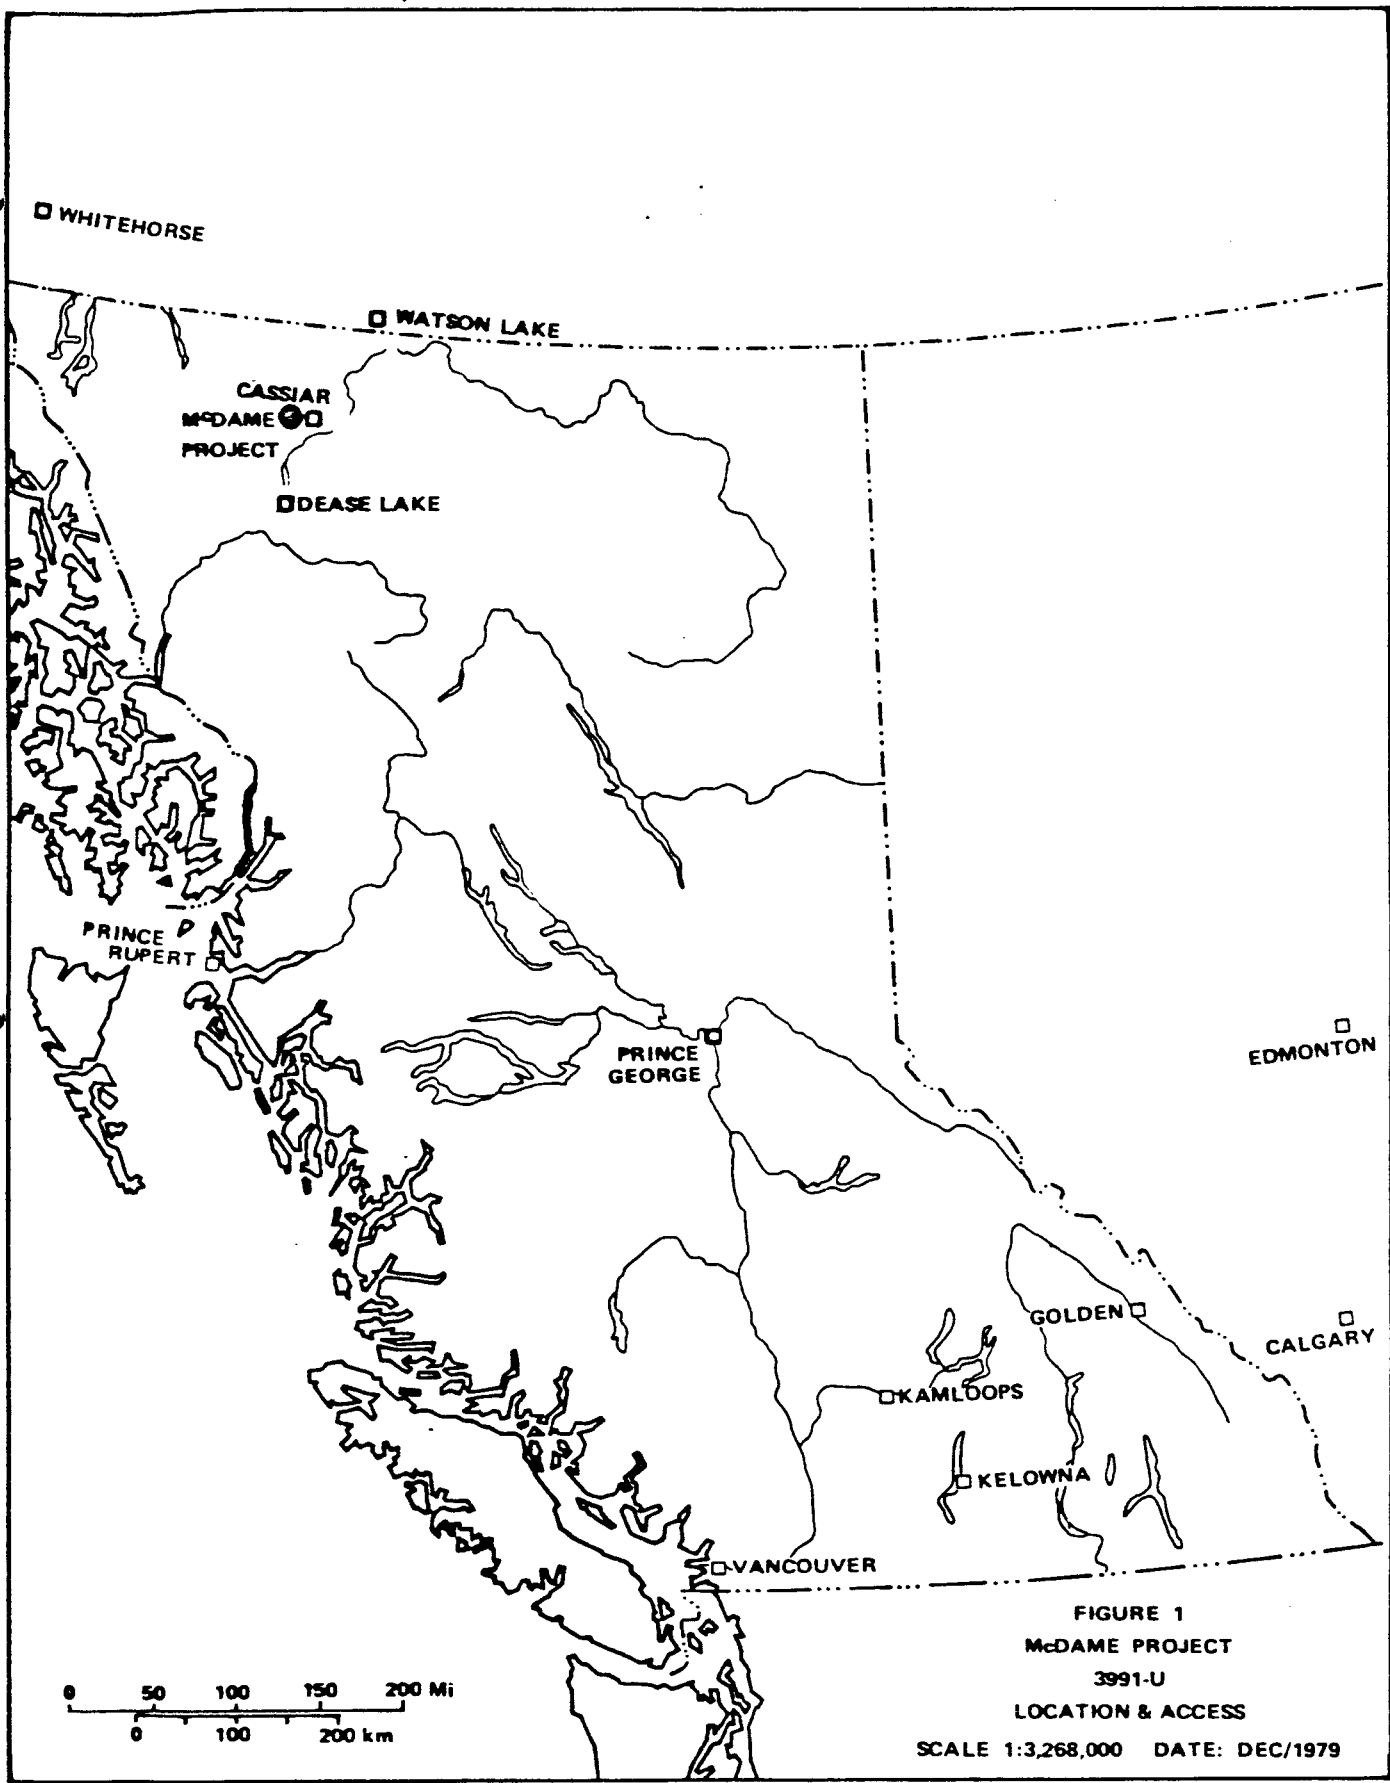 WHITEHORSE
WATSON LAKE
CASSIAR
McDAME
PROJECT
DEASE LAKE
PRINCE
RUPERT
PRINCE
GEORGE
EDMONTON
GOLDEN
CALGARY
KAMLOOPS
KELOWNA
VANCOUVER
FIGURE 1
McDAME PROJECT
3991-U
LOCATION & ACCESS
SCALE 1:3,268,000 DATE: DEC/1979
0 50 100 150 200 Mi
0 100 200 km